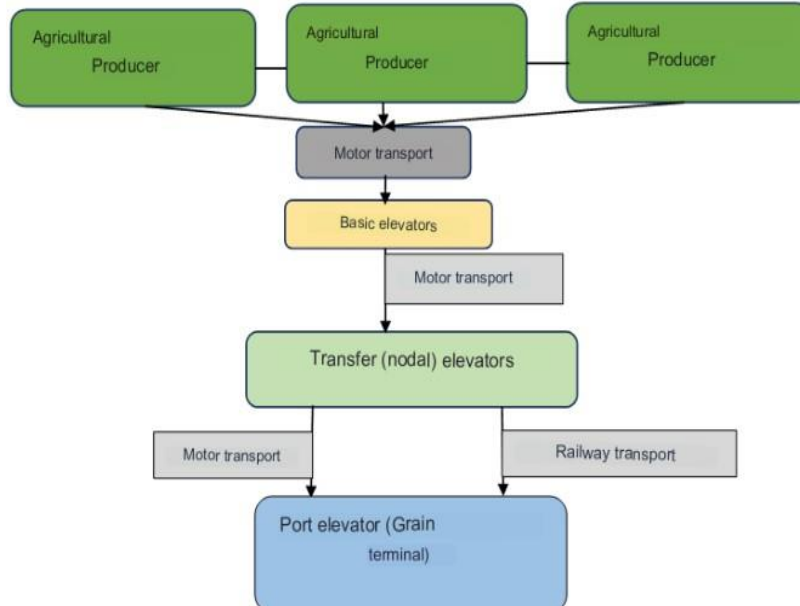 Agricultural
Producer
Agricultural
Producer
Agricultural
Producer
Motor transport
Basic elevators
Motor transport
Transfer (nodal) elevators
Motor transport
Railway transport
Port elevator (Grain
terminal)